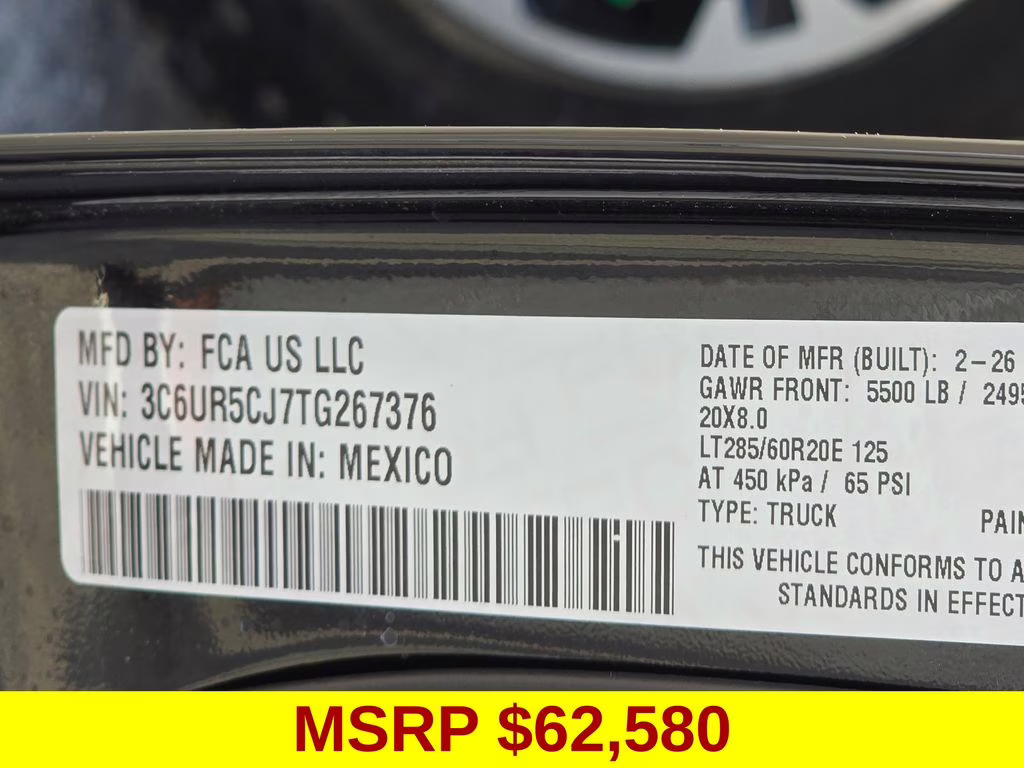 MFD BY: FCA US LLC
VIN: 3C6UR5CJ7TG267376
VEHICLE MADE IN: MEXICO
DATE OF MFR (BUILT): 2-26
GAWR FRONT: 5500 LB / 2495
20X8.0
LT285/60R20E 125
AT 450 kPa / 65 PSI
TYPE: TRUCK
PAIN
THIS VEHICLE CONFORMS TO A
STANDARDS IN EFFECT
MSRP $62,580